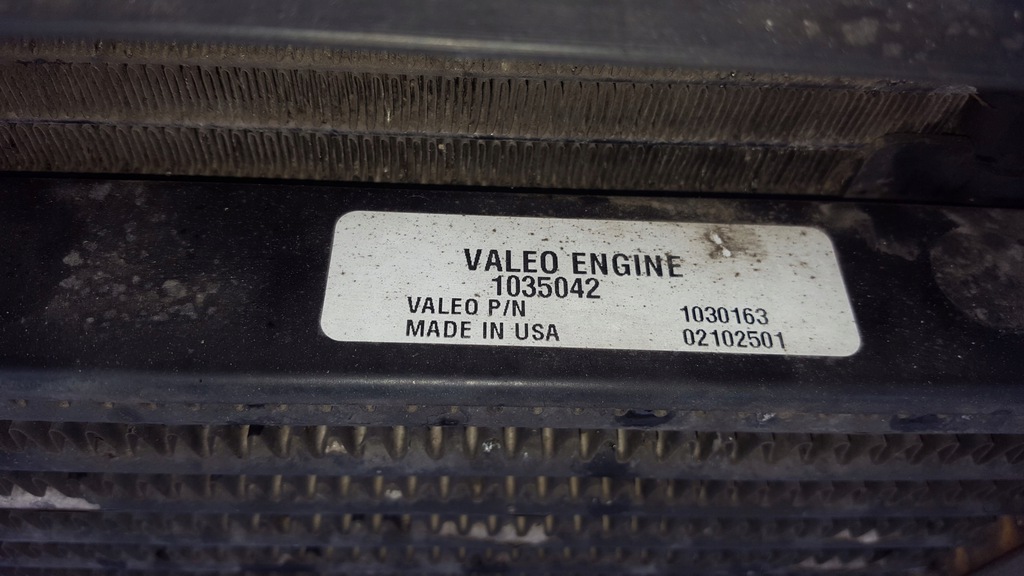 VALEO ENGINE
1035042
VALEO P/N 1030163
MADE IN USA 02102501